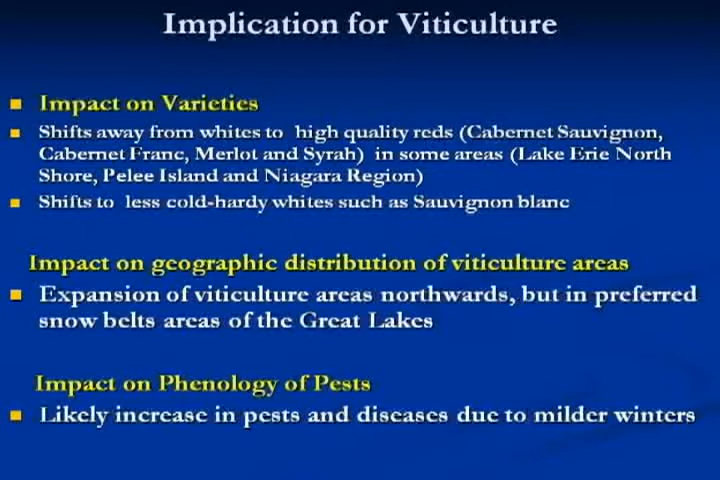 Implication for Viticulture
Impact on Varieties
Shifts away from whites to high quality reds (Cabernet Sauvignon,
Cabernet Franc, Merlot and Syrah) in some areas (Lake Erie North
Shore, Pelee Island and Niagara Region)
Shifts to less cold-hardy whites such as Sauvignon blanc
Impact on geographic distribution of viticulture areas
Expansion of viticulture areas northwards, but in preferred
snow belts areas of the Great Lakes
Impact on Phenology of Pests
Likely increase in pests and diseases due to milder winters